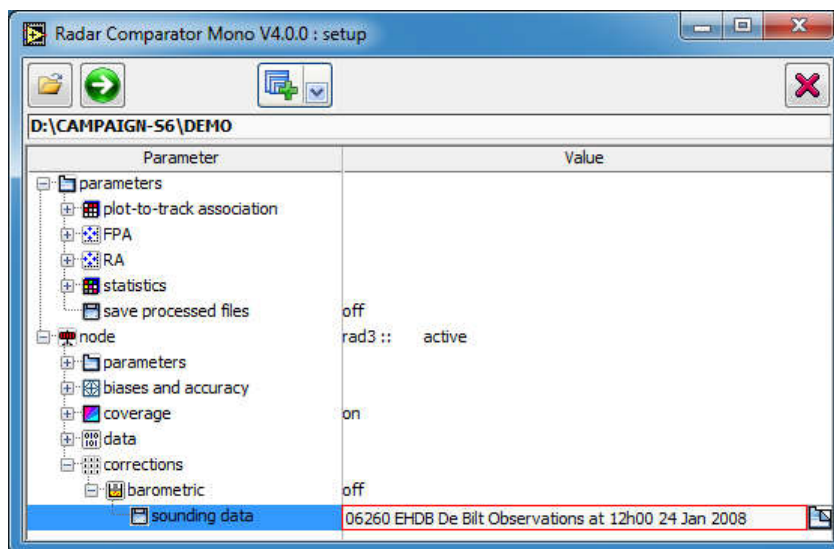 Radar Comparator Mono V4.0.0 : setup
D:\CAMPAIGN-S6\DEMO
Parameter Value
parameters
plot-to-track association
FPA
RA
statistics
save processed files off
node rad3 :: active
parameters
biases and accuracy
coverage on
data
corrections
barometric off
sounding data 06260 EHDB De Bilt Observations at 12h00 24 Jan 2008